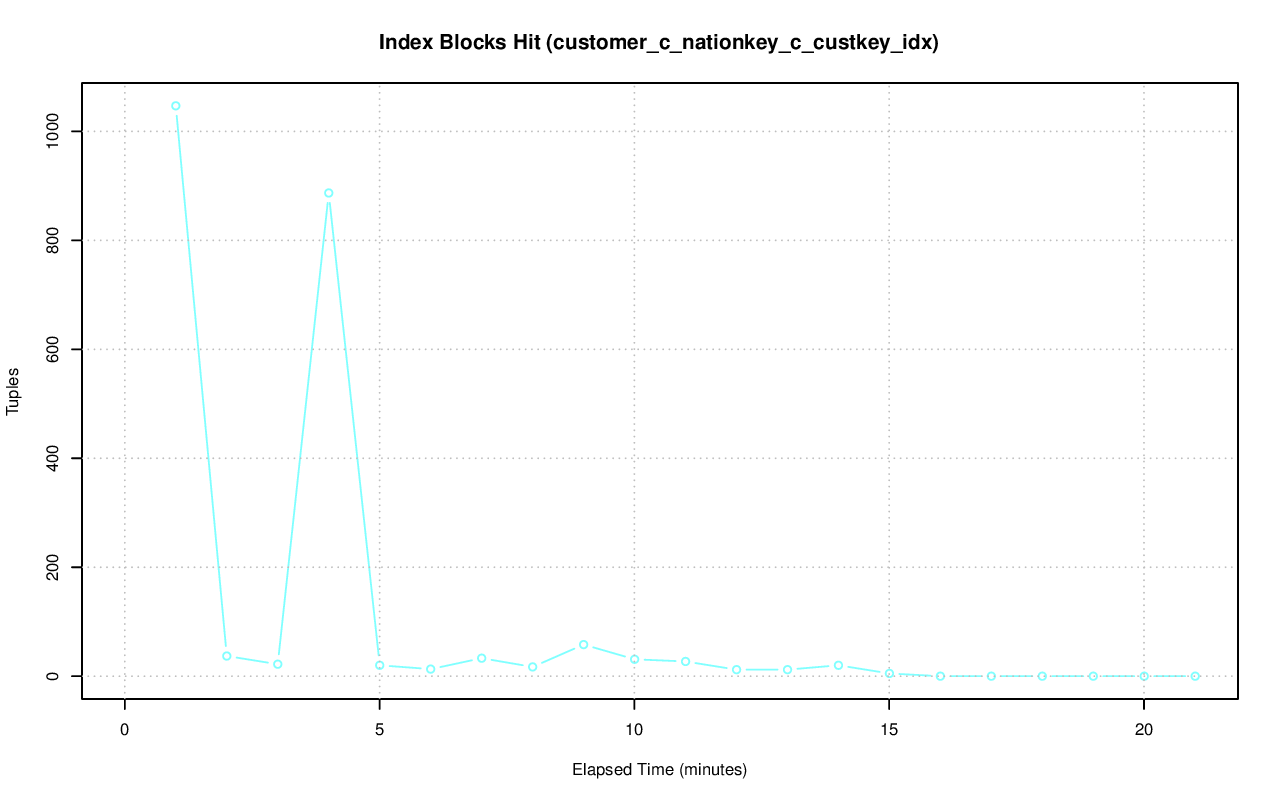 Index Blocks Hit (customer_c_nationkey_c_custkey_idx)
Tuples
1000
800
600
400
200
0
0 5 10 15 20
Elapsed Time (minutes)